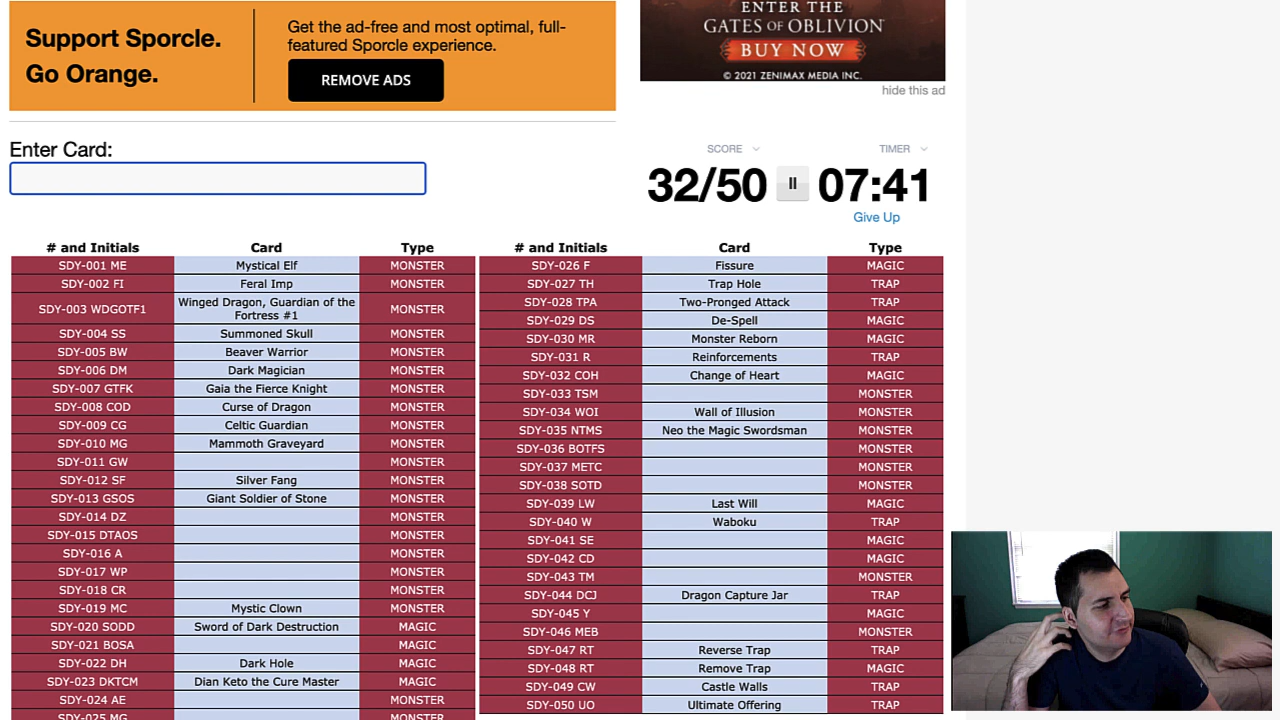 Support Sporcle.
Go Orange.
Get the ad-free and most optimal, full-
featured Sporcle experience.
REMOVE ADS
ENTER THE
GATES OF OBLIVION
BUY NOW
© 2021 ZENIMAX MEDIA INC.
hide this ad
Enter Card:
SCORE
TIMER
32/50
07:41
Give Up
# and Initials Card Type
SDY-001 ME Mystical Elf MONSTER
SDY-002 FI Feral Imp MONSTER
SDY-003 WDGOTF1 Winged Dragon, Guardian of the
Fortress #1 MONSTER
SDY-004 SS Summoned Skull MONSTER
SDY-005 BW Beaver Warrior MONSTER
SDY-006 DM Dark Magician MONSTER
SDY-007 GTFK Gaia the Fierce Knight MONSTER
SDY-008 COD Curse of Dragon MONSTER
SDY-009 CG Celtic Guardian MONSTER
SDY-010 MG Mammoth Graveyard MONSTER
SDY-011 GW MONSTER
SDY-012 SF Silver Fang MONSTER
SDY-013 GSOS Giant Soldier of Stone MONSTER
SDY-014 DZ MONSTER
SDY-015 DTAOS MONSTER
SDY-016 A MONSTER
SDY-017 WP MONSTER
SDY-018 CR MONSTER
SDY-019 MC Mystic Clown MONSTER
SDY-020 SODD Sword of Dark Destruction MAGIC
SDY-021 BOSA MAGIC
SDY-022 DH Dark Hole MAGIC
SDY-023 DKTCM Dian Keto the Cure Master MAGIC
SDY-024 AE MONSTER
SDY-025 MG MONSTER
# and Initials Card Type
SDY-026 F Fissure MAGIC
SDY-027 TH Trap Hole TRAP
SDY-028 TPA Two-Pronged Attack TRAP
SDY-029 DS De-Spell MAGIC
SDY-030 MR Monster Reborn MAGIC
SDY-031 R Reinforcements TRAP
SDY-032 COH Change of Heart MAGIC
SDY-033 TSM MONSTER
SDY-034 WOI Wall of Illusion MONSTER
SDY-035 NTMS Neo the Magic Swordsman MONSTER
SDY-036 BOTFS MONSTER
SDY-037 METC MONSTER
SDY-038 SOTD MONSTER
SDY-039 LW Last Will MAGIC
SDY-040 W Waboku TRAP
SDY-041 SE MAGIC
SDY-042 CD MAGIC
SDY-043 TM MONSTER
SDY-044 DCJ Dragon Capture Jar TRAP
SDY-045 Y MAGIC
SDY-046 MEB MONSTER
SDY-047 RT Reverse Trap TRAP
SDY-048 RT Remove Trap MAGIC
SDY-049 CW Castle Walls TRAP
SDY-050 UO Ultimate Offering TRAP